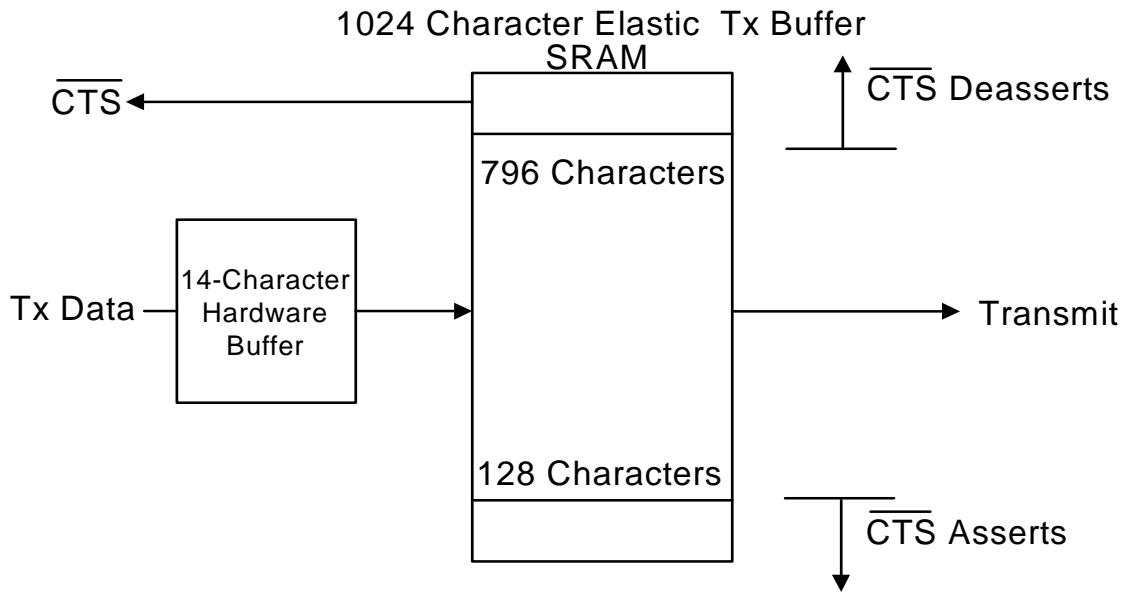 1024 Character Elastic Tx Buffer
SRAM
CTS
CTS Deasserts
796 Characters
14-Character
Hardware
Buffer
Tx Data
Transmit
128 Characters
CTS Asserts